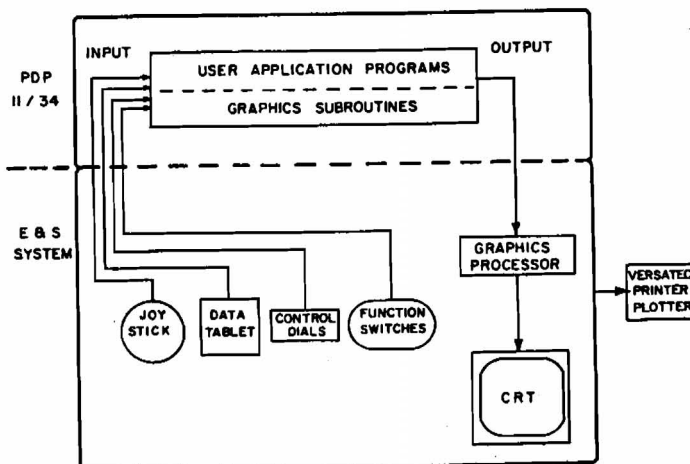 INPUT
OUTPUT
PDP
11/34
USER APPLICATION PROGRAMS
GRAPHICS SUBROUTINES
E & S
SYSTEM
GRAPHICS
PROCESSOR
VERSATEC
PRINTER
PLOTTER
JOY
STICK
DATA
TABLET
CONTROL
DIALS
FUNCTION
SWITCHES
CRT